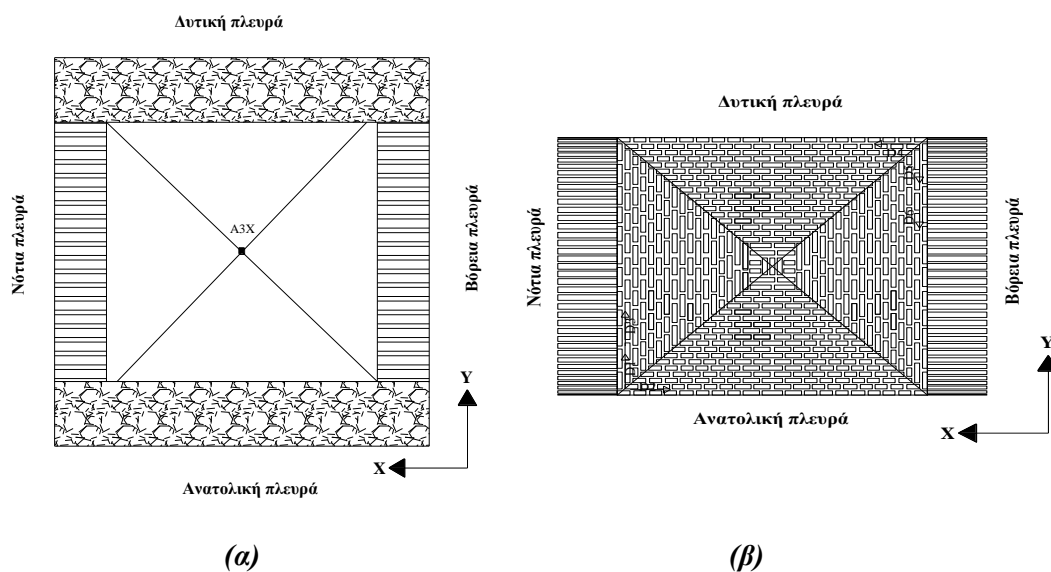 Δυτική πλευρά
Νότια πλευρά
A3X
Βόρεια πλευρά
Y
X
Ανατολική πλευρά
(α)
Δυτική πλευρά
Νότια πλευρά
Βόρεια πλευρά
Y
X
Ανατολική πλευρά
(β)